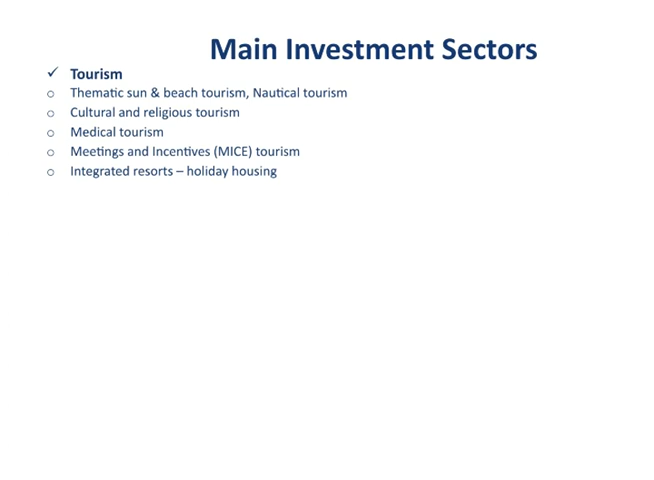 Main Investment Sectors
✓ Tourism
o Thematic sun & beach tourism, Nautical tourism
o Cultural and religious tourism
o Medical tourism
o Meetings and Incentives (MICE) tourism
o Integrated resorts – holiday housing